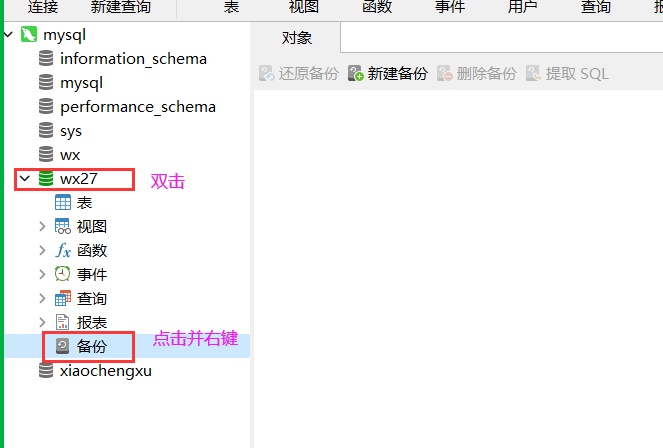 连接 新建查询 表 视图 函数 事件 用户 查询
mysql
对象
information_schema
还原备份 新建备份 删除备份 提取 SQL
mysql
performance_schema
sys
wx
wx27 双击
表
视图
fx 函数
事件
查询
报表
备份 点击并右键
xiaochengxu